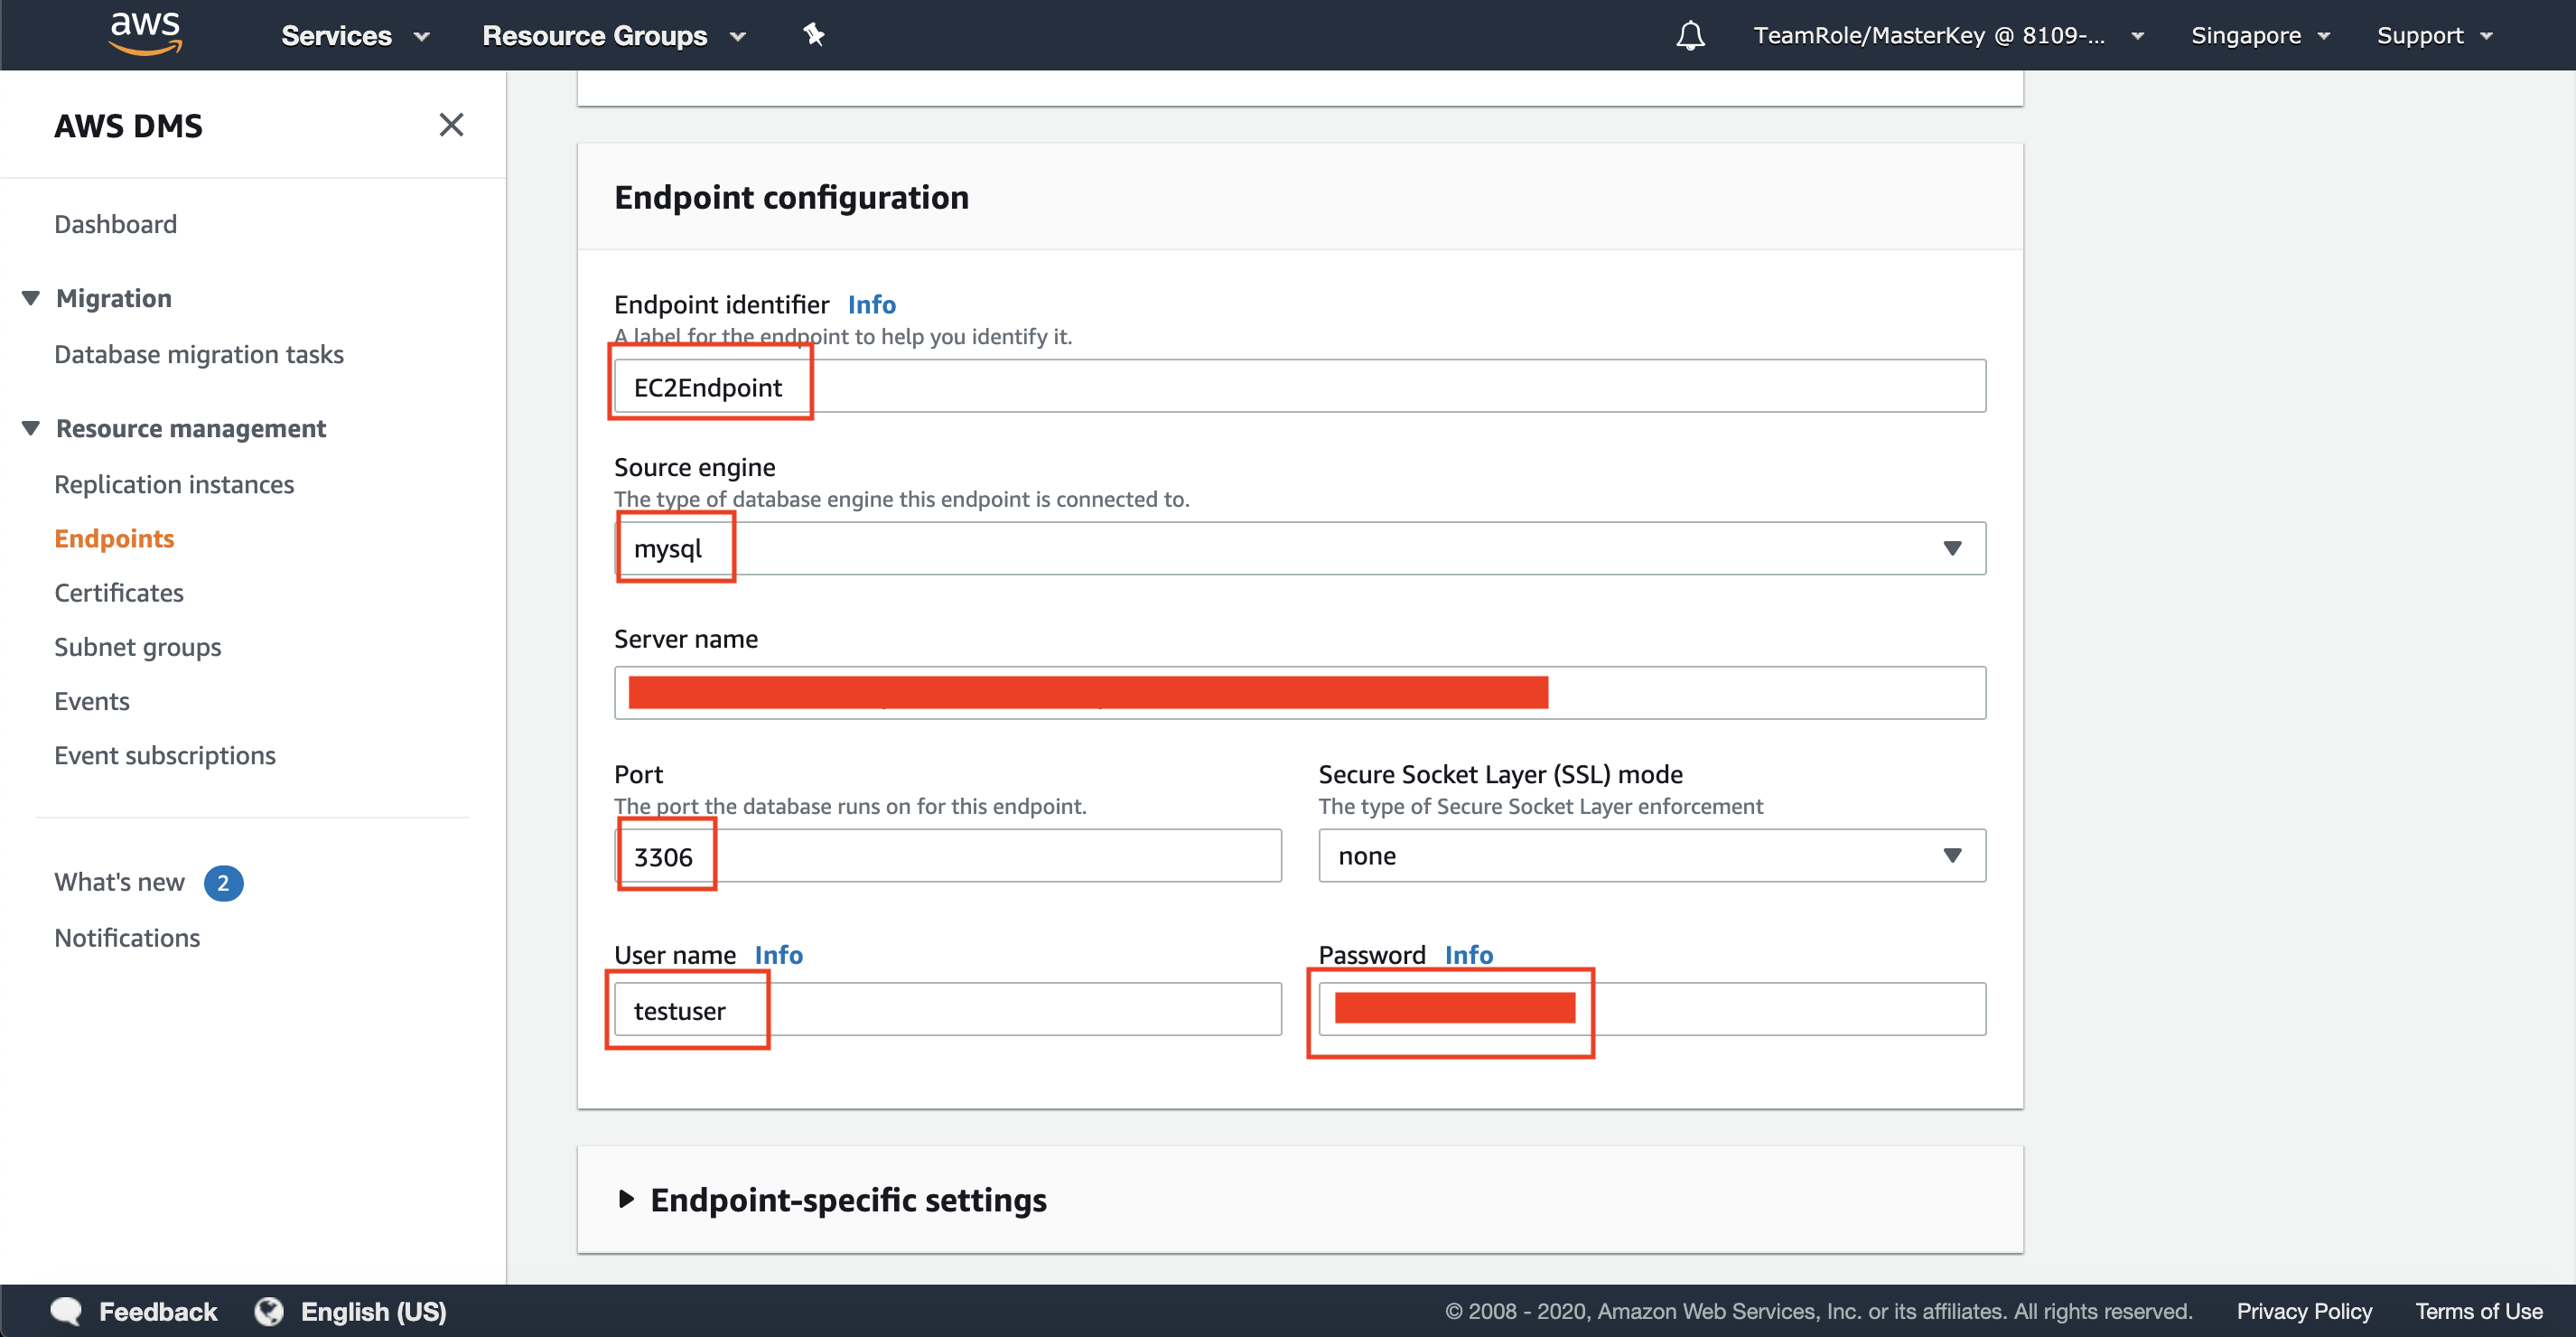 aws Services Resource Groups TeamRole/MasterKey @ 8109-... Singapore Support
AWS DMS
Dashboard
Migration
Database migration tasks
Resource management
Replication instances
Endpoints
Certificates
Subnet groups
Events
Event subscriptions
What's new 2
Notifications
Endpoint configuration
Endpoint identifier Info
A label for the endpoint to help you identify it.
EC2Endpoint
Source engine
The type of database engine this endpoint is connected to.
mysql
Server name
Port
The port the database runs on for this endpoint.
3306
Secure Socket Layer (SSL) mode
The type of Secure Socket Layer enforcement
none
User name Info
testuser
Password Info
Endpoint-specific settings
Feedback English (US) © 2008 - 2020, Amazon Web Services, Inc. or its affiliates. All rights reserved. Privacy Policy Terms of Use